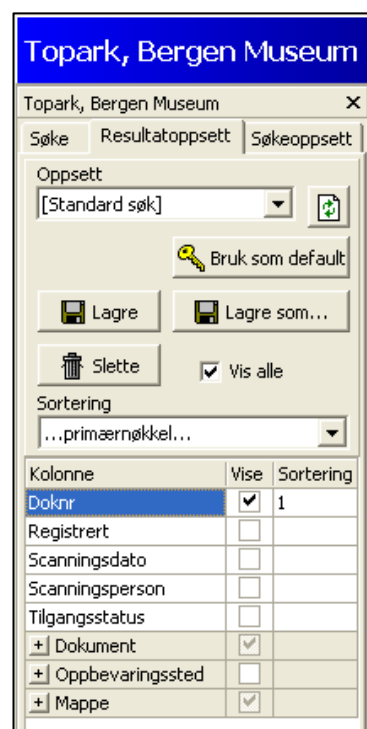 Topark, Bergen Museum
Topark, Bergen Museum
Søke Resultatoppsett Søkeoppsett
Oppsett
[Standard søk]
Bruk som default
Lagre Lagre som...
Slette Vis alle
Sortering
...primærnøkkel...
Kolonne Vise Sortering
Doknr 1
Registrert
Scanningsdato
Scanningsperson
Tilgangsstatus
+ Dokument
+ Oppbevaringssted
+ Mappe